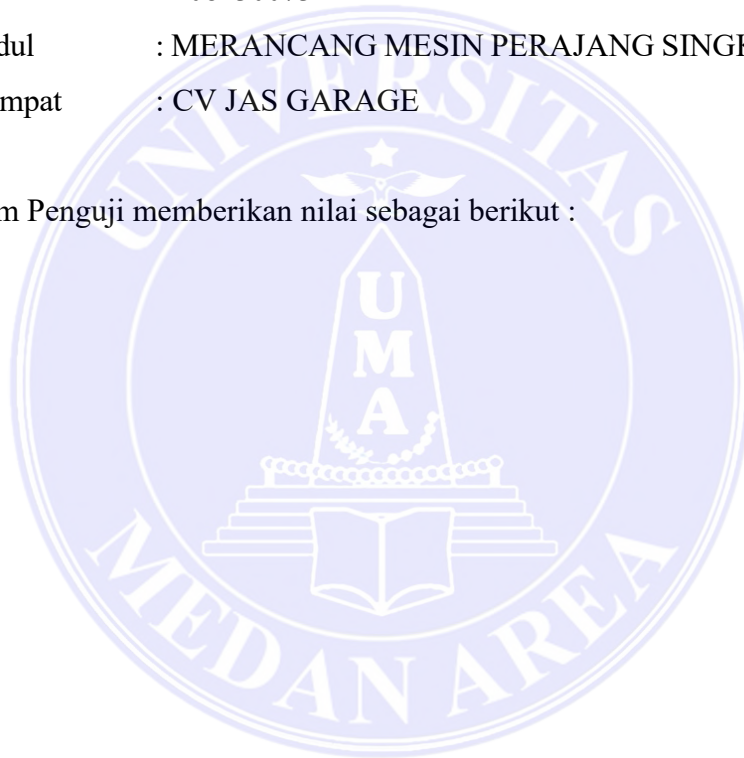 dul : MERANCANG MESIN PERAJANG SINGK
mpat : CV JAS GARAGE
m Penguji memberikan nilai sebagai berikut :
UNIVERSITAS
U
M
A
MEDAN AREA